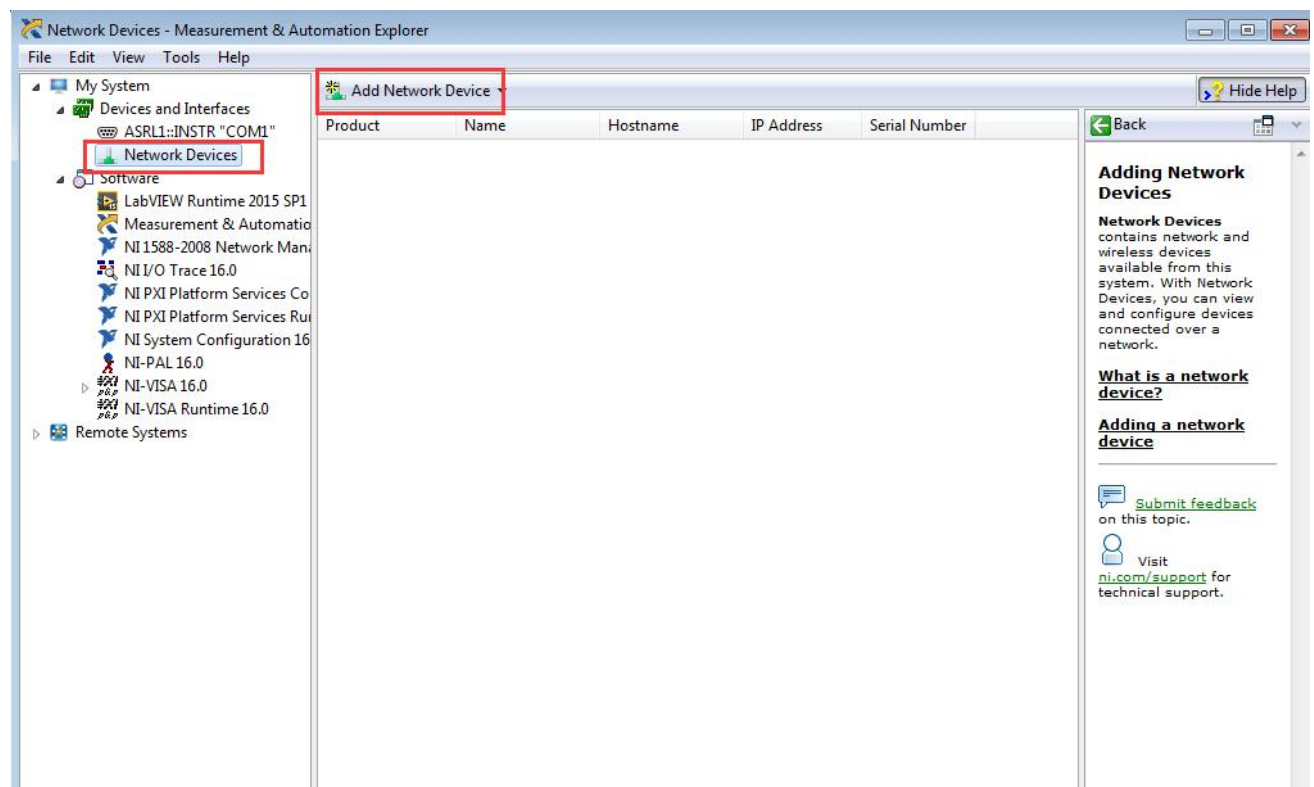 Network Devices - Measurement & Automation Explorer
File Edit View Tools Help
My System
Devices and Interfaces
ASRL1::INSTR "COM1"
Network Devices
Software
LabVIEW Runtime 2015 SP1
Measurement & Automatio
NI 1588-2008 Network Mana
NI I/O Trace 16.0
NI PXI Platform Services Co
NI PXI Platform Services Ru
NI System Configuration 16
NI-PAL 16.0
NI-VISA 16.0
NI-VISA Runtime 16.0
Remote Systems
Add Network Device
Hide Help
Product Name Hostname IP Address Serial Number
Back
Adding Network
Devices
Network Devices
contains network and
wireless devices
available from this
system. With Network
Devices, you can view
and configure devices
connected over a
network.
What is a network
device?
Adding a network
device
Submit feedback
on this topic.
Visit
ni.com/support for
technical support.